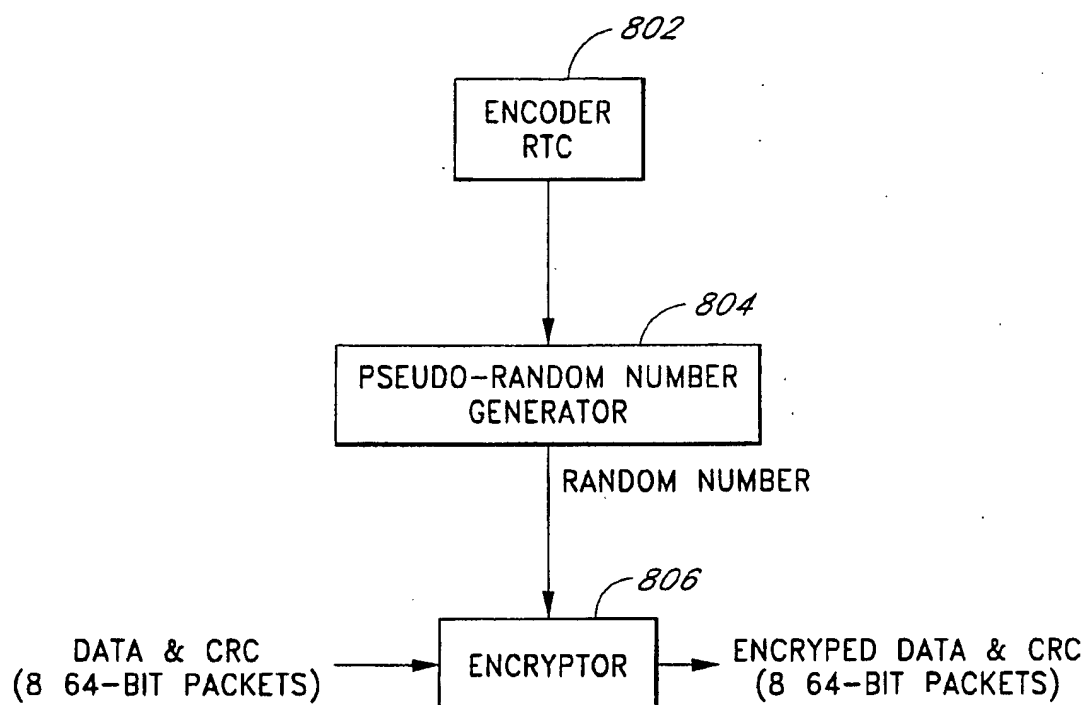 802
ENCODER
RTC
804
PSEUDO-RANDOM NUMBER
GENERATOR
RANDOM NUMBER
806
DATA & CRC
(8 64-BIT PACKETS)
ENCRYPTOR
ENCRYPED DATA & CRC
(8 64-BIT PACKETS)